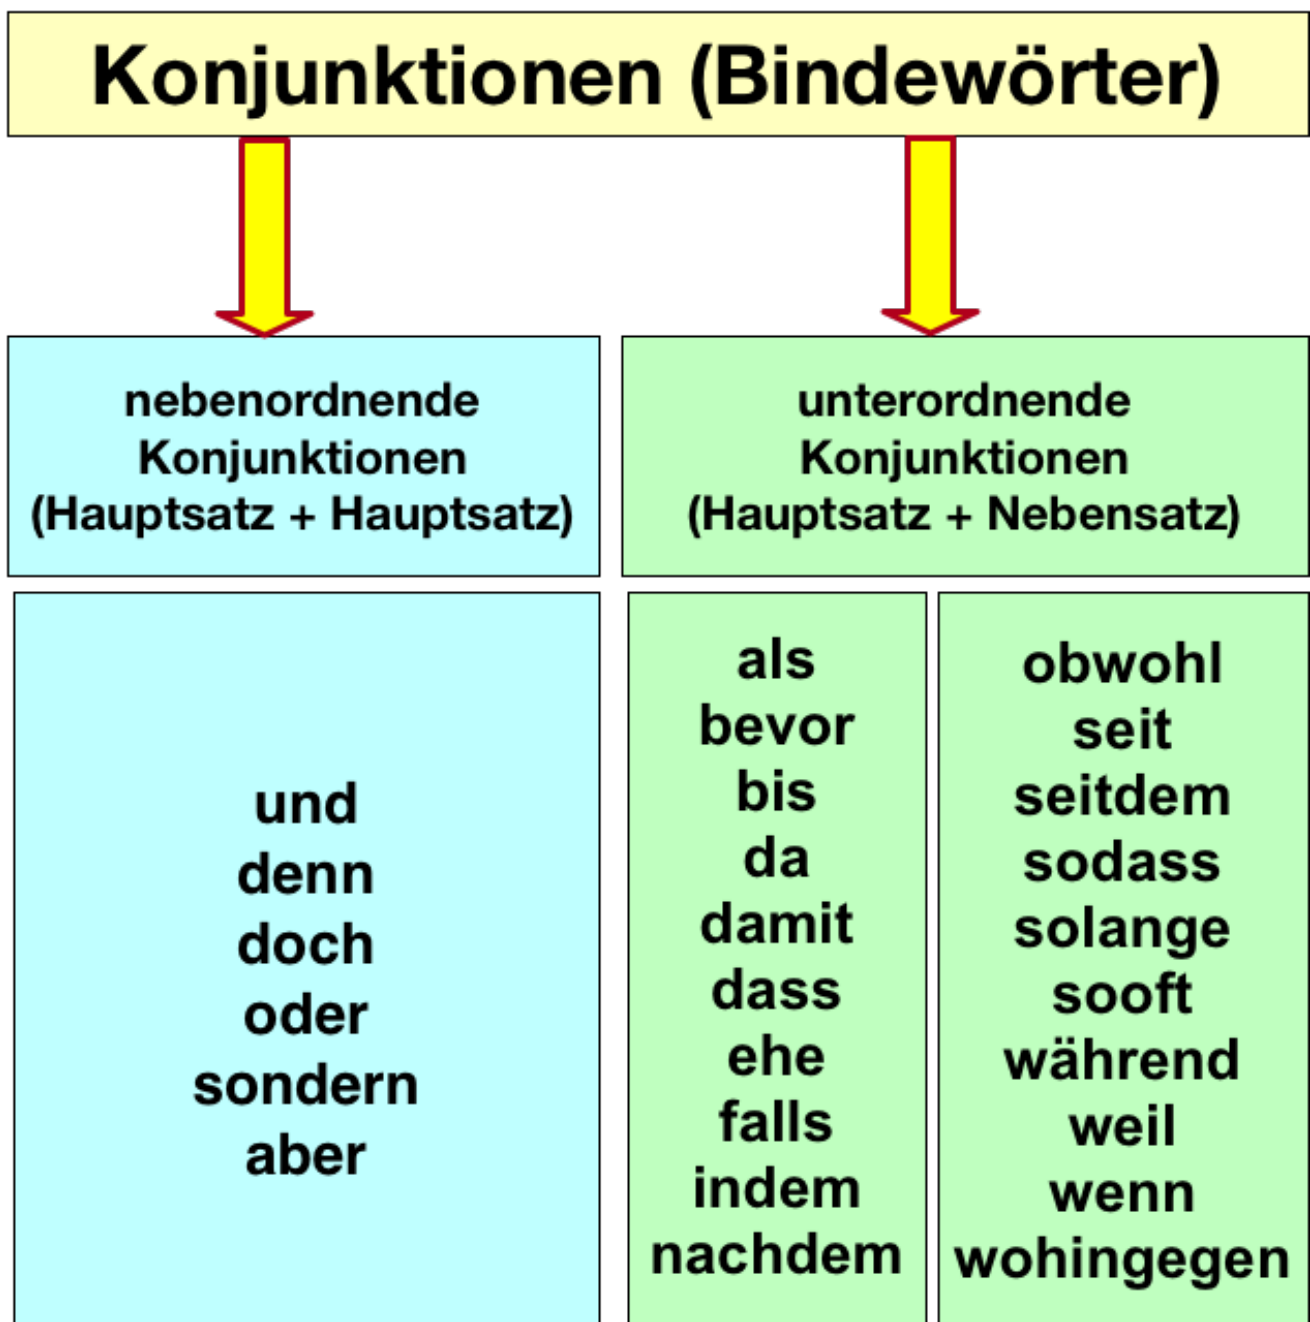 Konjunktionen (Bindewörter)
nebenordnende
Konjunktionen
(Hauptsatz + Hauptsatz)
unterordnende
Konjunktionen
(Hauptsatz + Nebensatz)
und
denn
doch
oder
sondern
aber
als
bevor
bis
da
damit
dass
ehe
falls
indem
nachdem
obwohl
seit
seitdem
sodass
solange
sooft
während
weil
wenn
wohingegen